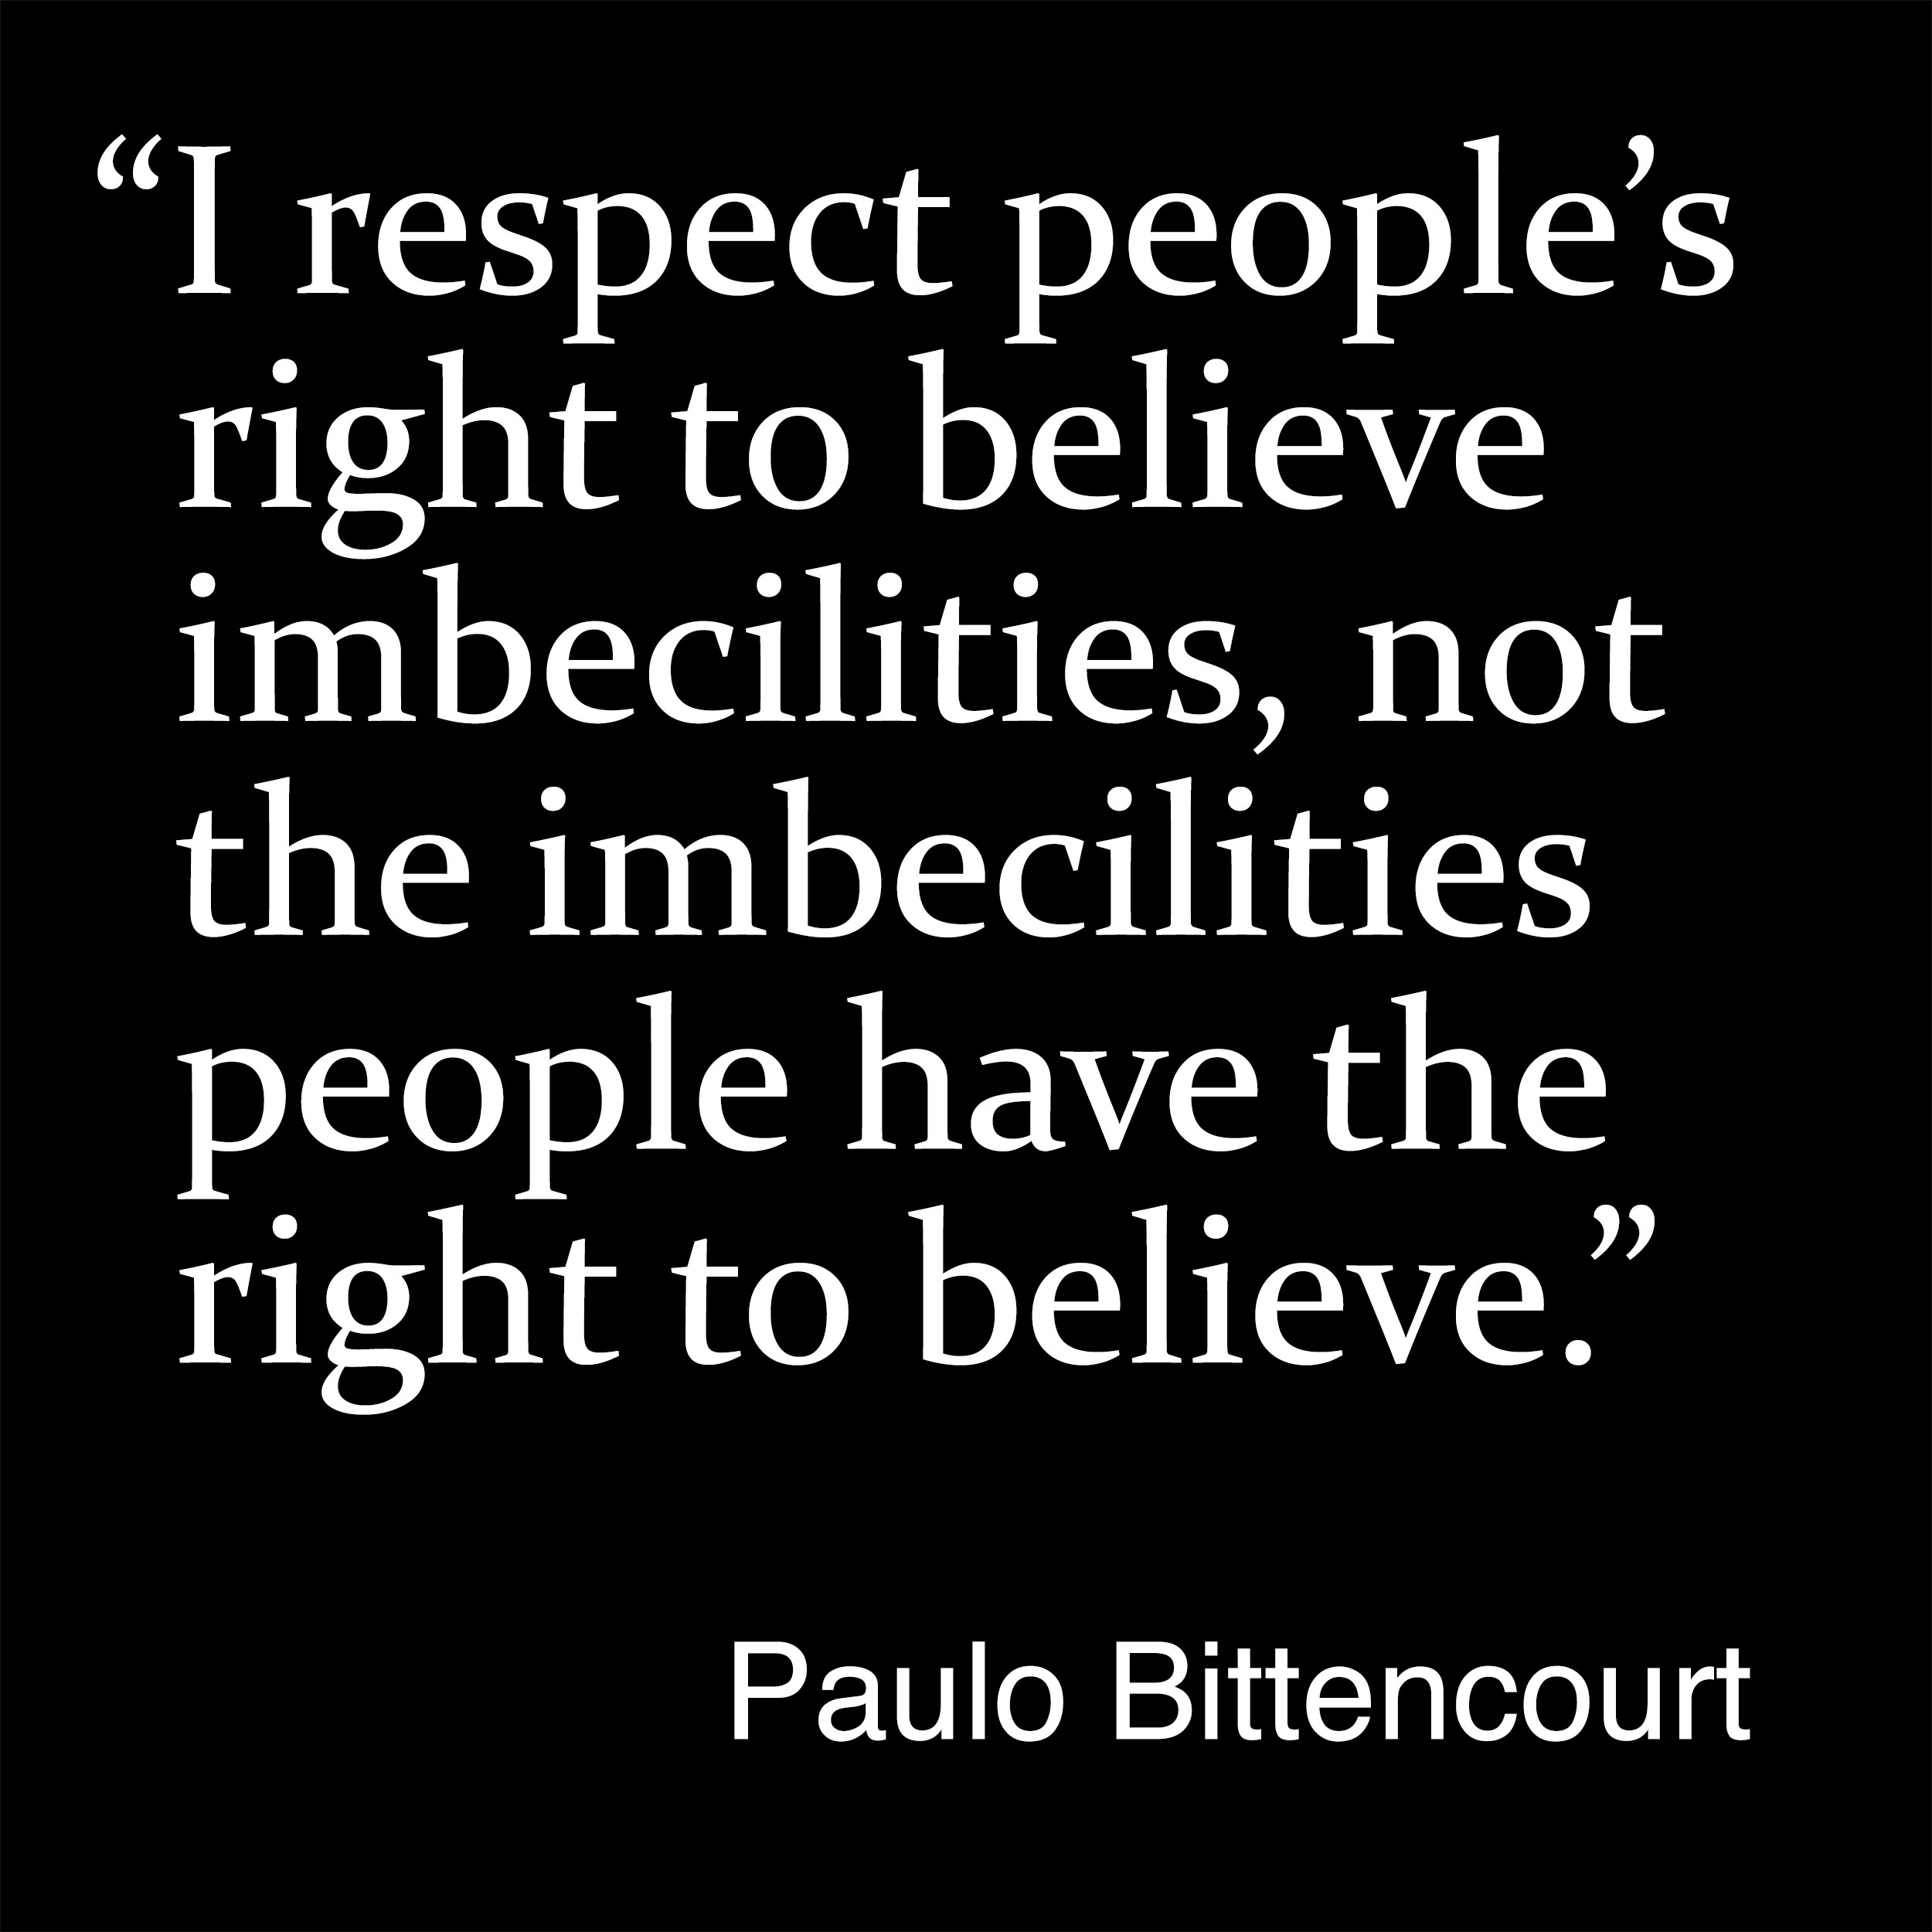 “I respect people’s
right to believe
imbecilities, not
the imbecilities
people have the
right to believe.”
Paulo Bittencourt